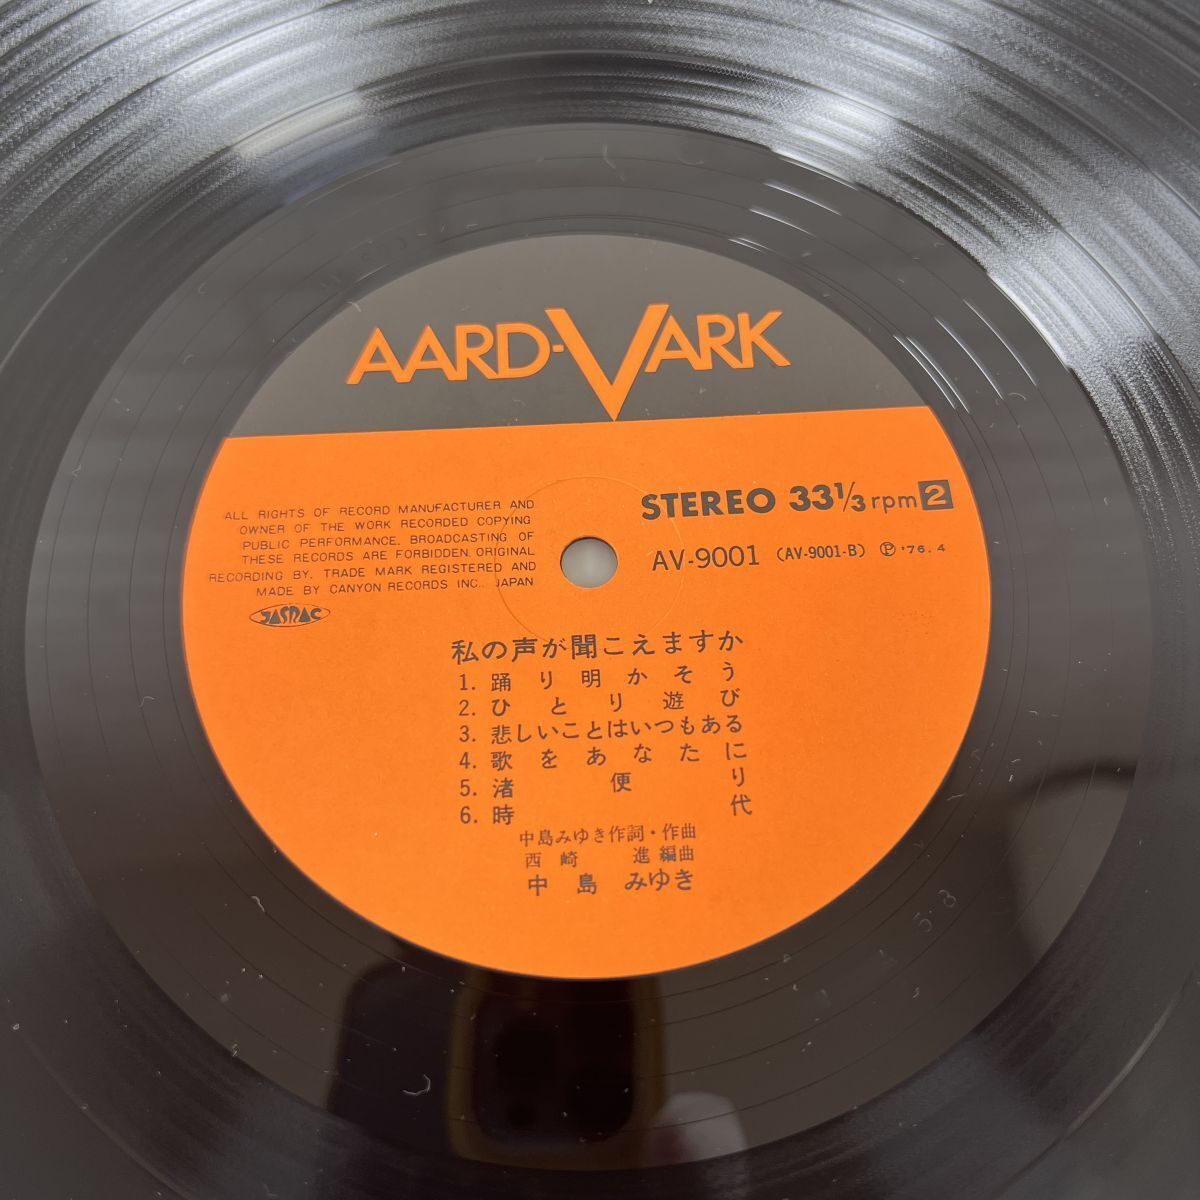 AARD-VARK
STEREO 33 1/3 rpm 2
AV-9001 (AV-9001-B) Ⓟ '76.4
ALL RIGHTS OF RECORD MANUFACTURER AND
OWNER OF THE WORK RECORDED COPYING
PUBLIC PERFORMANCE. BROADCASTING OF
THESE RECORDS ARE FORBIDDEN. ORIGINAL
RECORDING BY. TRADE MARK REGISTERED AND
MADE BY CANYON RECORDS INC.. JAPAN
JASRAC
私の声が聞こえますか
1. 踊り明かそう
2. ひとり遊び
3. 悲しいことはいつもある
4. 歌をあなたに
5. 渚便り
6. 時代
中島みゆき作詞・作曲
西崎 進 編曲
中島 みゆき